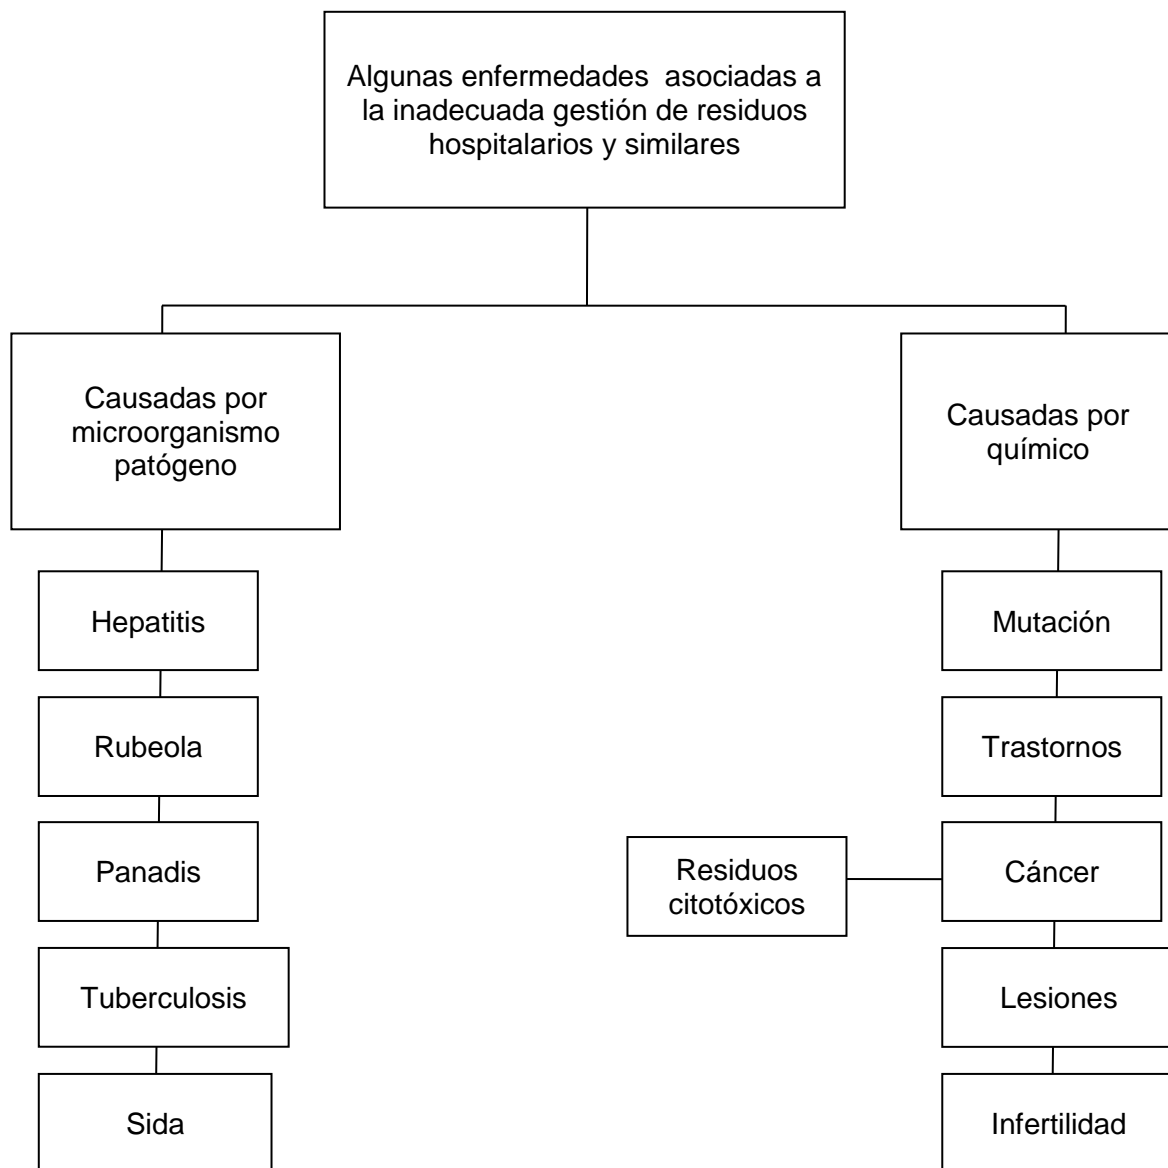 Algunas enfermedades  asociadas a
la inadecuada gestión de residuos
hospitalarios y similares
Causadas por
microorganismo
patógeno
Causadas por
químico
Hepatitis
Mutación
Rubeola
Trastornos
Panadis
Residuos
citotóxicos
Cáncer
Tuberculosis
Lesiones
Sida
Infertilidad